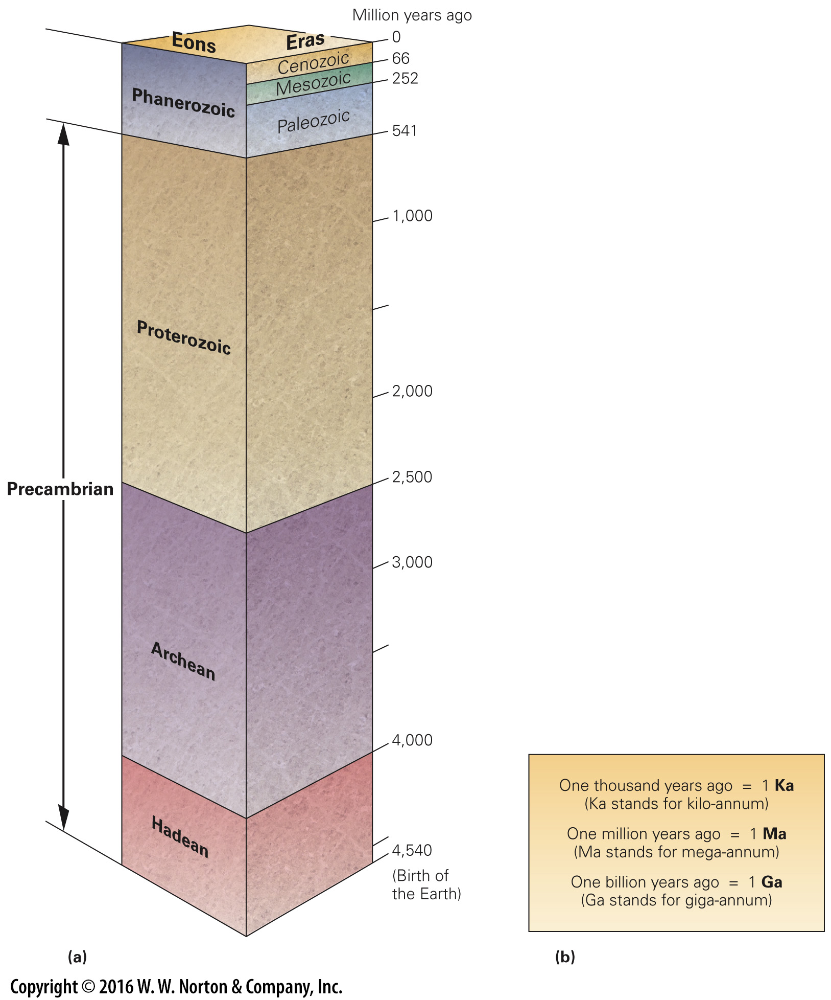 Million years ago
Eons
Eras
0
Cenozoic
66
Mesozoic
252
Phanerozoic
Paleozoic
541
1,000
Proterozoic
2,000
2,500
Precambrian
3,000
Archean
4,000
Hadean
4,540
(Birth of
the Earth)
One thousand years ago = 1 Ka
(Ka stands for kilo-annum)
One million years ago = 1 Ma
(Ma stands for mega-annum)
One billion years ago = 1 Ga
(Ga stands for giga-annum)
(a)
(b)
Copyright © 2016 W. W. Norton & Company, Inc.